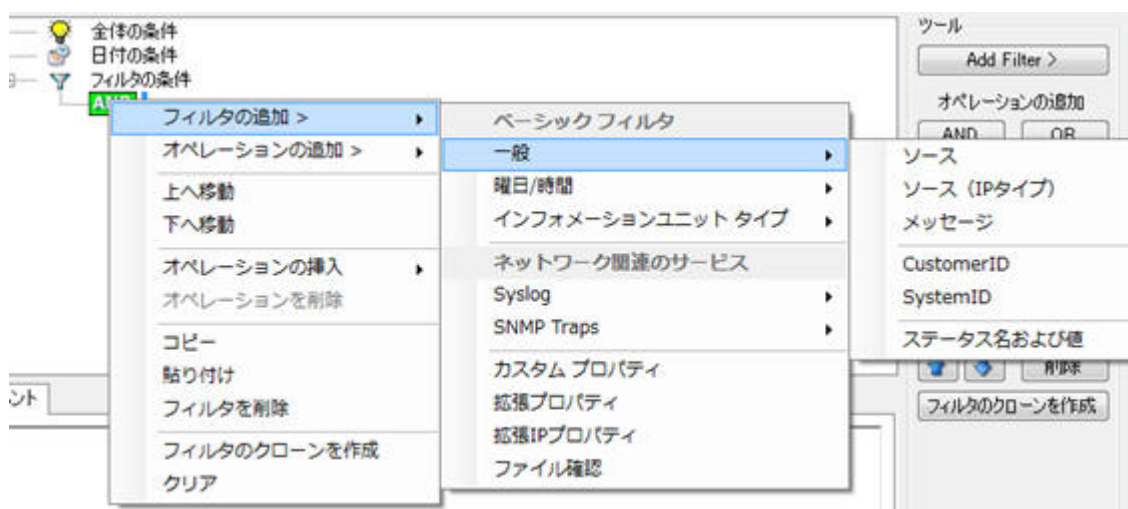 全体の条件
日付の条件
フィルタの条件
フィルタの追加 >
オペレーションの追加 >
上へ移動
下へ移動
オペレーションの挿入
オペレーションを削除
コピー
貼り付け
フィルタを削除
フィルタのクローンを作成
クリア
ベーシック フィルタ
一般
曜日/時間
インフォメーションユニット タイプ
ネットワーク関連のサービス
Syslog
SNMP Traps
カスタム プロパティ
拡張プロパティ
拡張IPプロパティ
ファイル確認
ソース
ソース（IPタイプ）
メッセージ
CustomerID
SystemID
ステータス名および値
ツール
Add Filter >
オペレーションの追加
AND
OR
削除
フィルタのクローンを作成